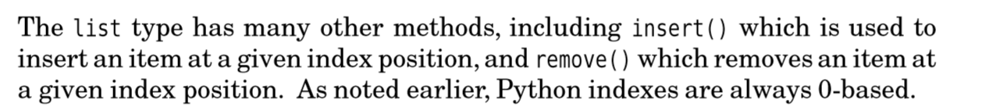 The list type has many other methods, including insert() which is used to
insert an item at a given index position, and remove() which removes an item at
a given index position. As noted earlier, Python indexes are always 0-based.